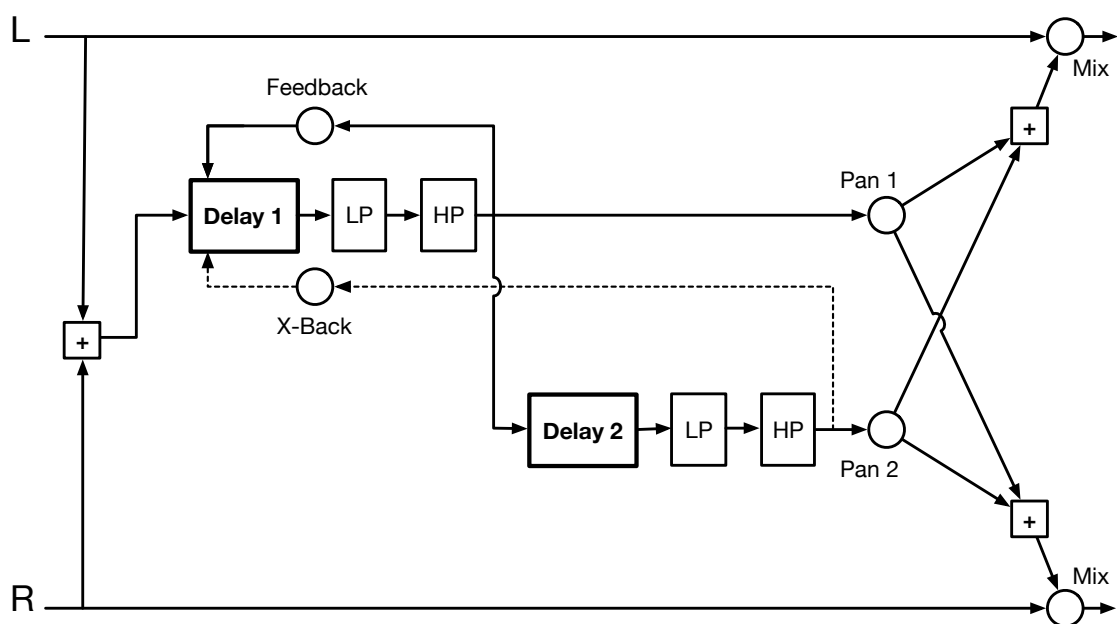 L
Mix
Feedback
+
Pan 1
Delay 1
LP
HP
X-Back
+
Delay 2
LP
HP
Pan 2
+
Mix
R